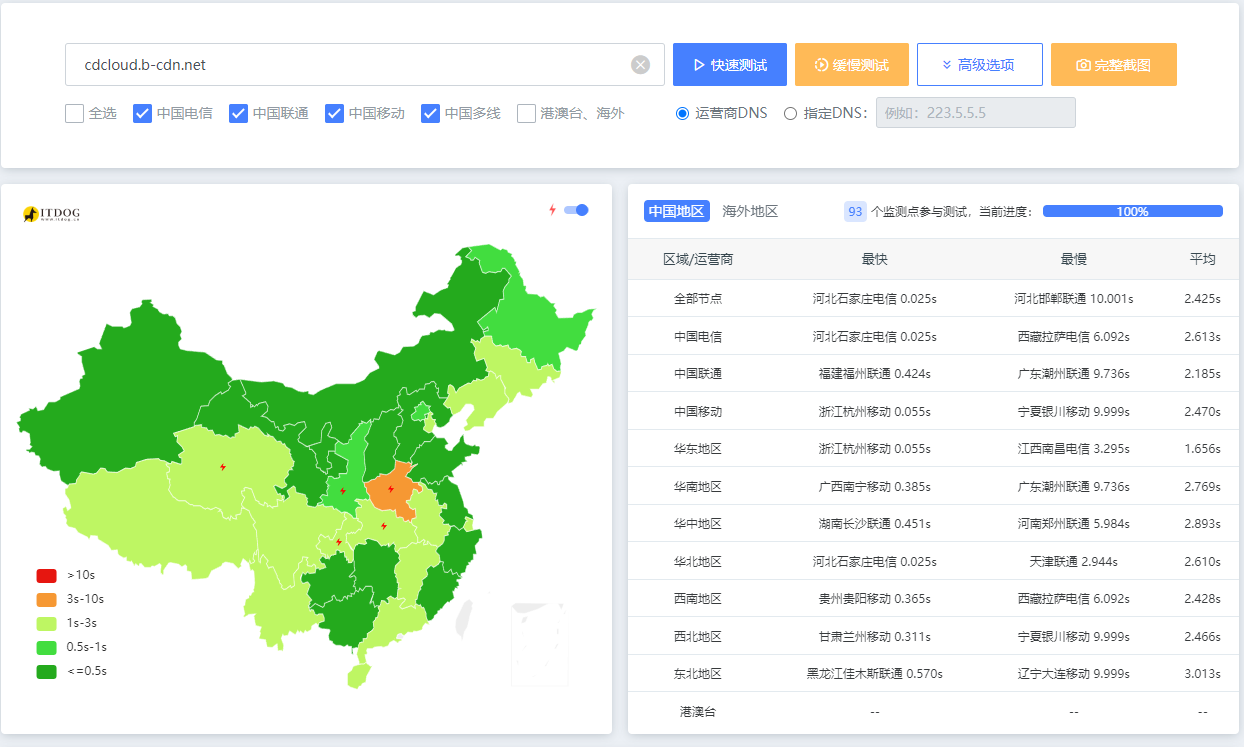 cdcloud.b-cdn.net
快速测试
缓慢测试
高级选项
完整截图
全选 中国电信 中国联通 中国移动 中国多线 港澳台、海外
运营商DNS 指定DNS： 例如：223.5.5.5
ITDOG
www.itdog.cn
>10s
3s-10s
1s-3s
0.5s-1s
<=0.5s
中国地区 海外地区 93 个监测点参与测试，当前进度： 100%
区域/运营商 最快 最慢 平均
全部节点 河北石家庄电信 0.025s 河北邯郸联通 10.001s 2.425s
中国电信 河北石家庄电信 0.025s 西藏拉萨电信 6.092s 2.613s
中国联通 福建福州联通 0.424s 广东潮州联通 9.736s 2.185s
中国移动 浙江杭州移动 0.055s 宁夏银川移动 9.999s 2.470s
华东地区 浙江杭州移动 0.055s 江西南昌电信 3.295s 1.656s
华南地区 广西南宁移动 0.385s 广东潮州联通 9.736s 2.769s
华中地区 湖南长沙联通 0.451s 河南郑州联通 5.984s 2.893s
华北地区 河北石家庄电信 0.025s 天津联通 2.944s 2.610s
西南地区 贵州贵阳移动 0.365s 西藏拉萨电信 6.092s 2.428s
西北地区 甘肃兰州移动 0.311s 宁夏银川移动 9.999s 2.466s
东北地区 黑龙江佳木斯联通 0.570s 辽宁大连移动 9.999s 3.013s
港澳台 -- -- --